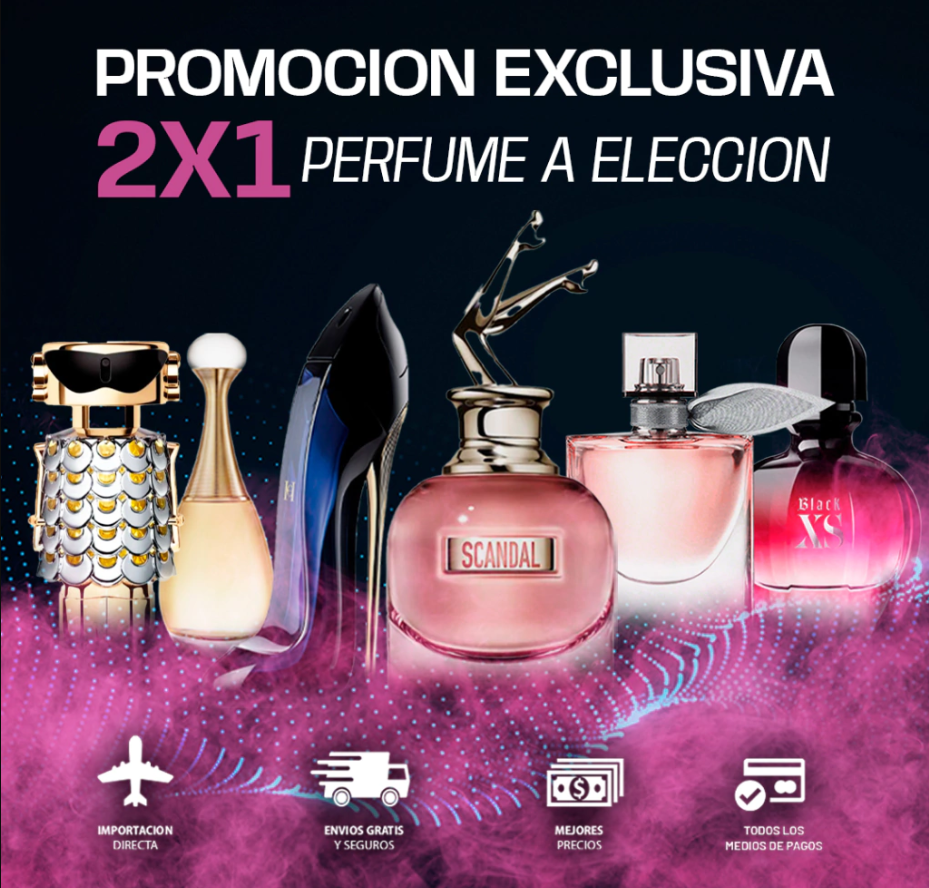 PROMOCION EXCLUSIVA
2X1 PERFUME A ELECCION
SCANDAL
Black
XS
IMPORTACION
DIRECTA
ENVIOS GRATIS
Y SEGUROS
MEJORES
PRECIOS
TODOS LOS
MEDIOS DE PAGOS